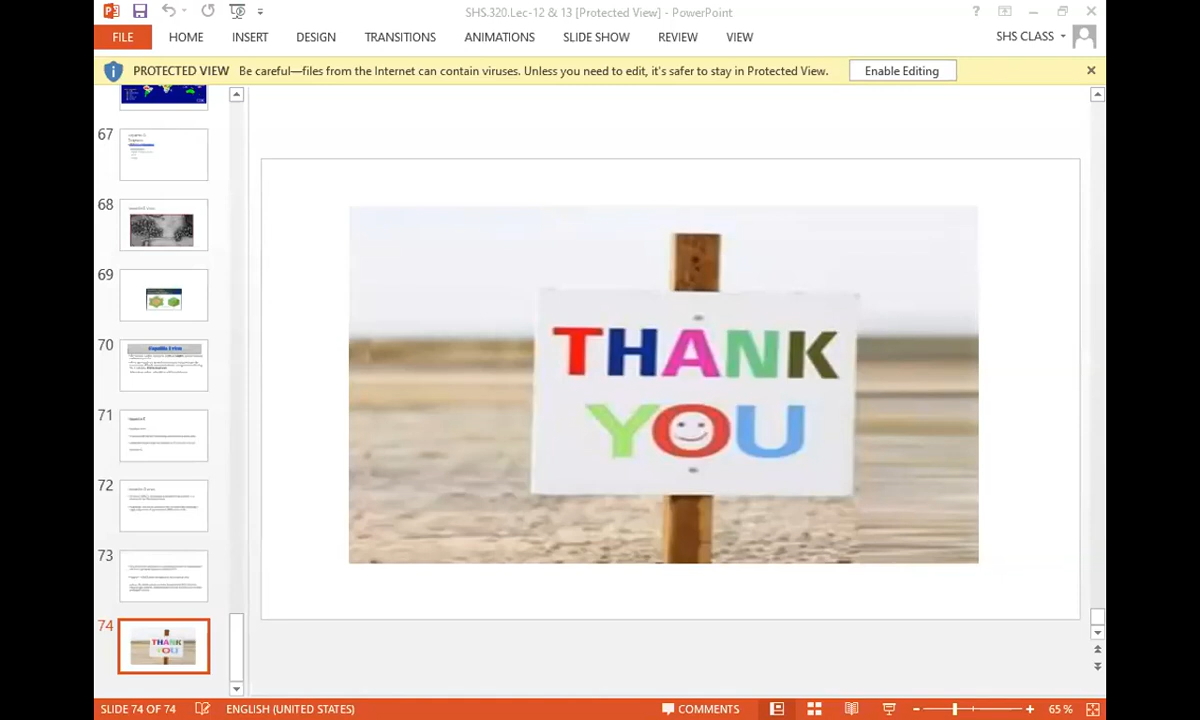 SHS.320.Lec-12 & 13 [Protected View] - PowerPoint
FILE HOME INSERT DESIGN TRANSITIONS ANIMATIONS SLIDE SHOW REVIEW VIEW SHS CLASS
PROTECTED VIEW Be careful—files from the Internet can contain viruses. Unless you need to edit, it's safer to stay in Protected View. Enable Editing
67
68
69
70
71
72
73
74
THANK
YOU
THANK
YOU
SLIDE 74 OF 74 ENGLISH (UNITED STATES) COMMENTS 65 %